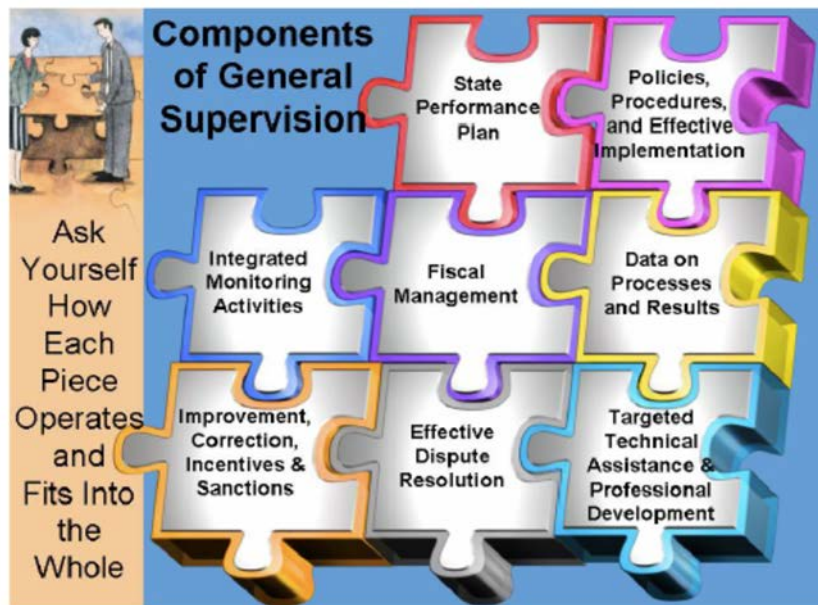 Components
of General
Supervision
State
Performance
Plan
Policies,
Procedures,
and Effective
Implementation
Ask
Yourself
How
Each
Piece
Operates
and
Fits Into
the
Whole
Integrated
Monitoring
Activities
Fiscal
Management
Data on
Processes
and Results
Improvement,
Correction,
Incentives &
Sanctions
Effective
Dispute
Resolution
Targeted
Technical
Assistance &
Professional
Development